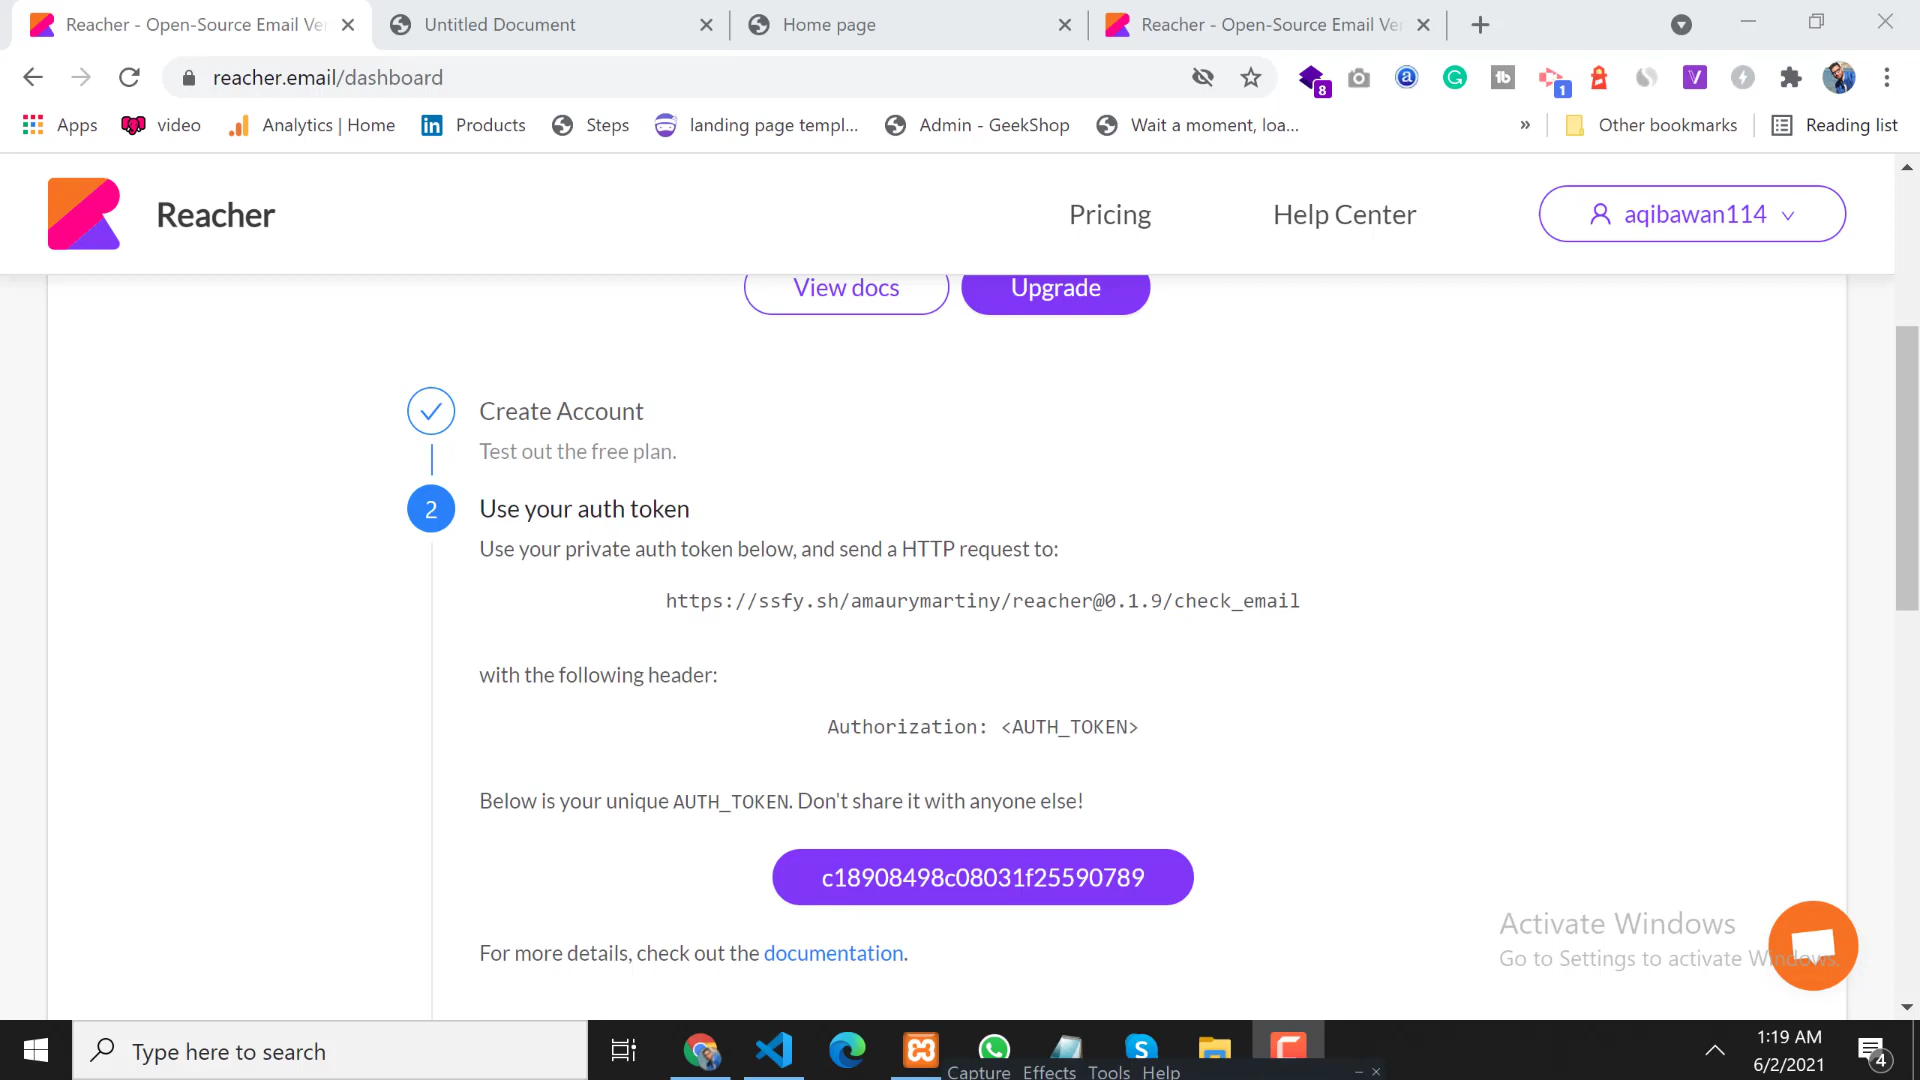 Reacher - Open-Source Email Ver
Untitled Document
Home page
Reacher - Open-Source Email Ver
reacher.email/dashboard
8
1
Apps
video
Analytics | Home
Products
Steps
landing page templ...
Admin - GeekShop
Wait a moment, loa...
»
Other bookmarks
Reading list
Reacher
Pricing
Help Center
aqibawan114
View docs
Upgrade
Create Account
Test out the free plan.
2
Use your auth token
Use your private auth token below, and send a HTTP request to:
https://ssfy.sh/amaurymartiny/reacher@0.1.9/check_email
with the following header:
Authorization: <AUTH_TOKEN>
Below is your unique AUTH_TOKEN. Don't share it with anyone else!
c18908498c08031f25590789
For more details, check out the documentation.
Activate Windows
Go to Settings to activate Windows.
Type here to search
Capture Effects Tools Help
1:19 AM
6/2/2021
4